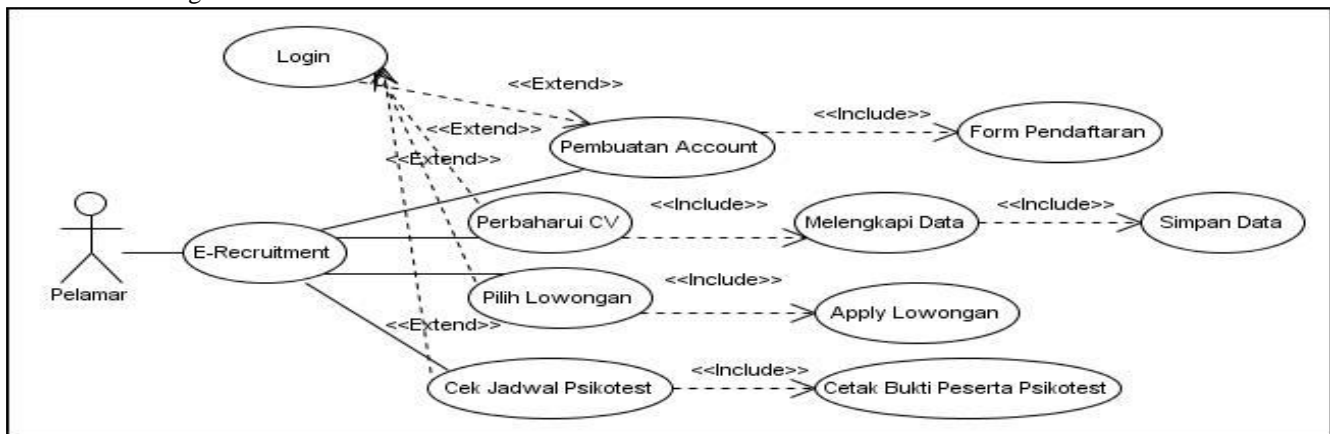 Login
<<Extend>>
<<Include>>
<<Extend>>
Form Pendaftaran
Pembuatan Account
<<Extend>>
Perbaharui CV
<<Include>>
Melengkapi Data
<<Include>>
Simpan Data
E-Recruitment
Pelamar
Pilih Lowongan
<<Include>>
Apply Lowongan
<<Extend>>
Cek Jadwal Psikotest
<<Include>>
Cetak Bukti Peserta Psikotest